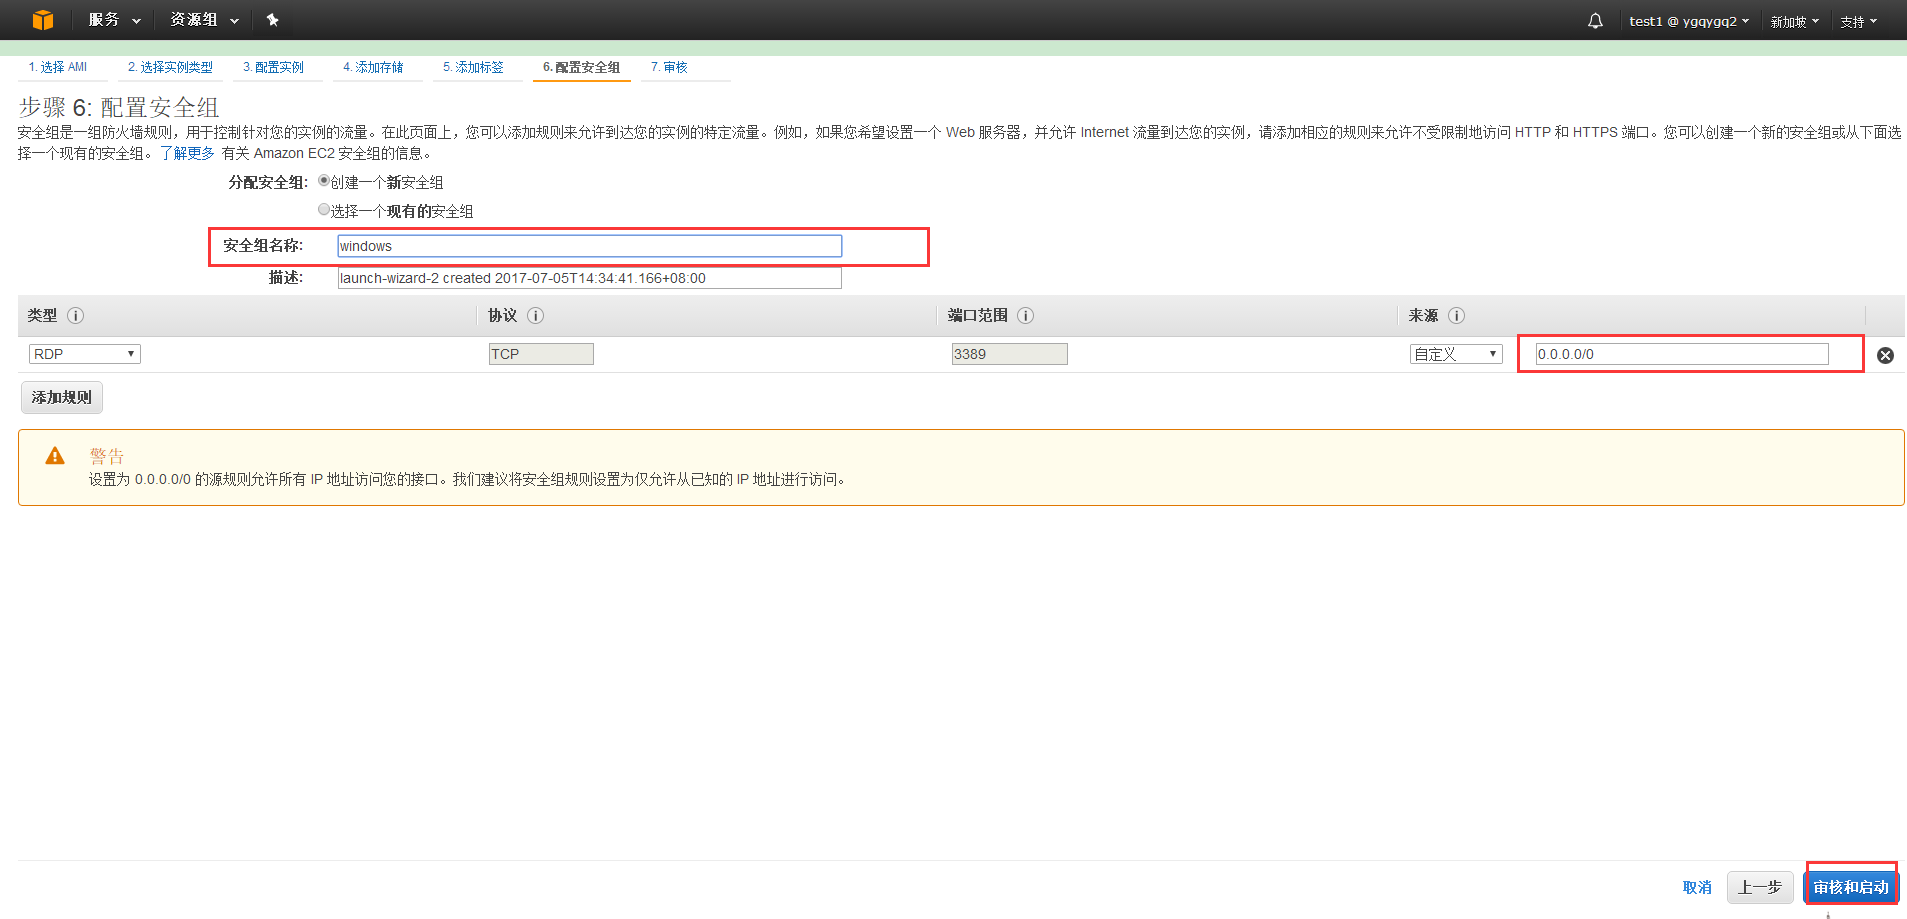 服务 资源组 test1 @ ygqygq2 新加坡 支持
1. 选择 AMI 2. 选择实例类型 3. 配置实例 4. 添加存储 5. 添加标签 6. 配置安全组 7. 审核
步骤 6: 配置安全组
安全组是一组防火墙规则，用于控制针对您的实例的流量。在此页面上，您可以添加规则来允许到达您的实例的特定流量。例如，如果您希望设置一个 Web 服务器，并允许 Internet 流量到达您的实例，请添加相应的规则来允许不受限制地访问 HTTP 和 HTTPS 端口。您可以创建一个新的安全组或从下面选
择一个现有的安全组。了解更多 有关 Amazon EC2 安全组的信息。
分配安全组: 创建一个新安全组
选择一个现有的安全组
安全组名称: windows
描述: launch-wizard-2 created 2017-07-05T14:34:41.166+08:00
类型 协议 端口范围 来源
RDP TCP 3389 自定义 0.0.0.0/0
添加规则
警告
设置为 0.0.0.0/0 的源规则允许所有 IP 地址访问您的接口。我们建议将安全组规则设置为仅允许从已知的 IP 地址进行访问。
取消 上一步 审核和启动